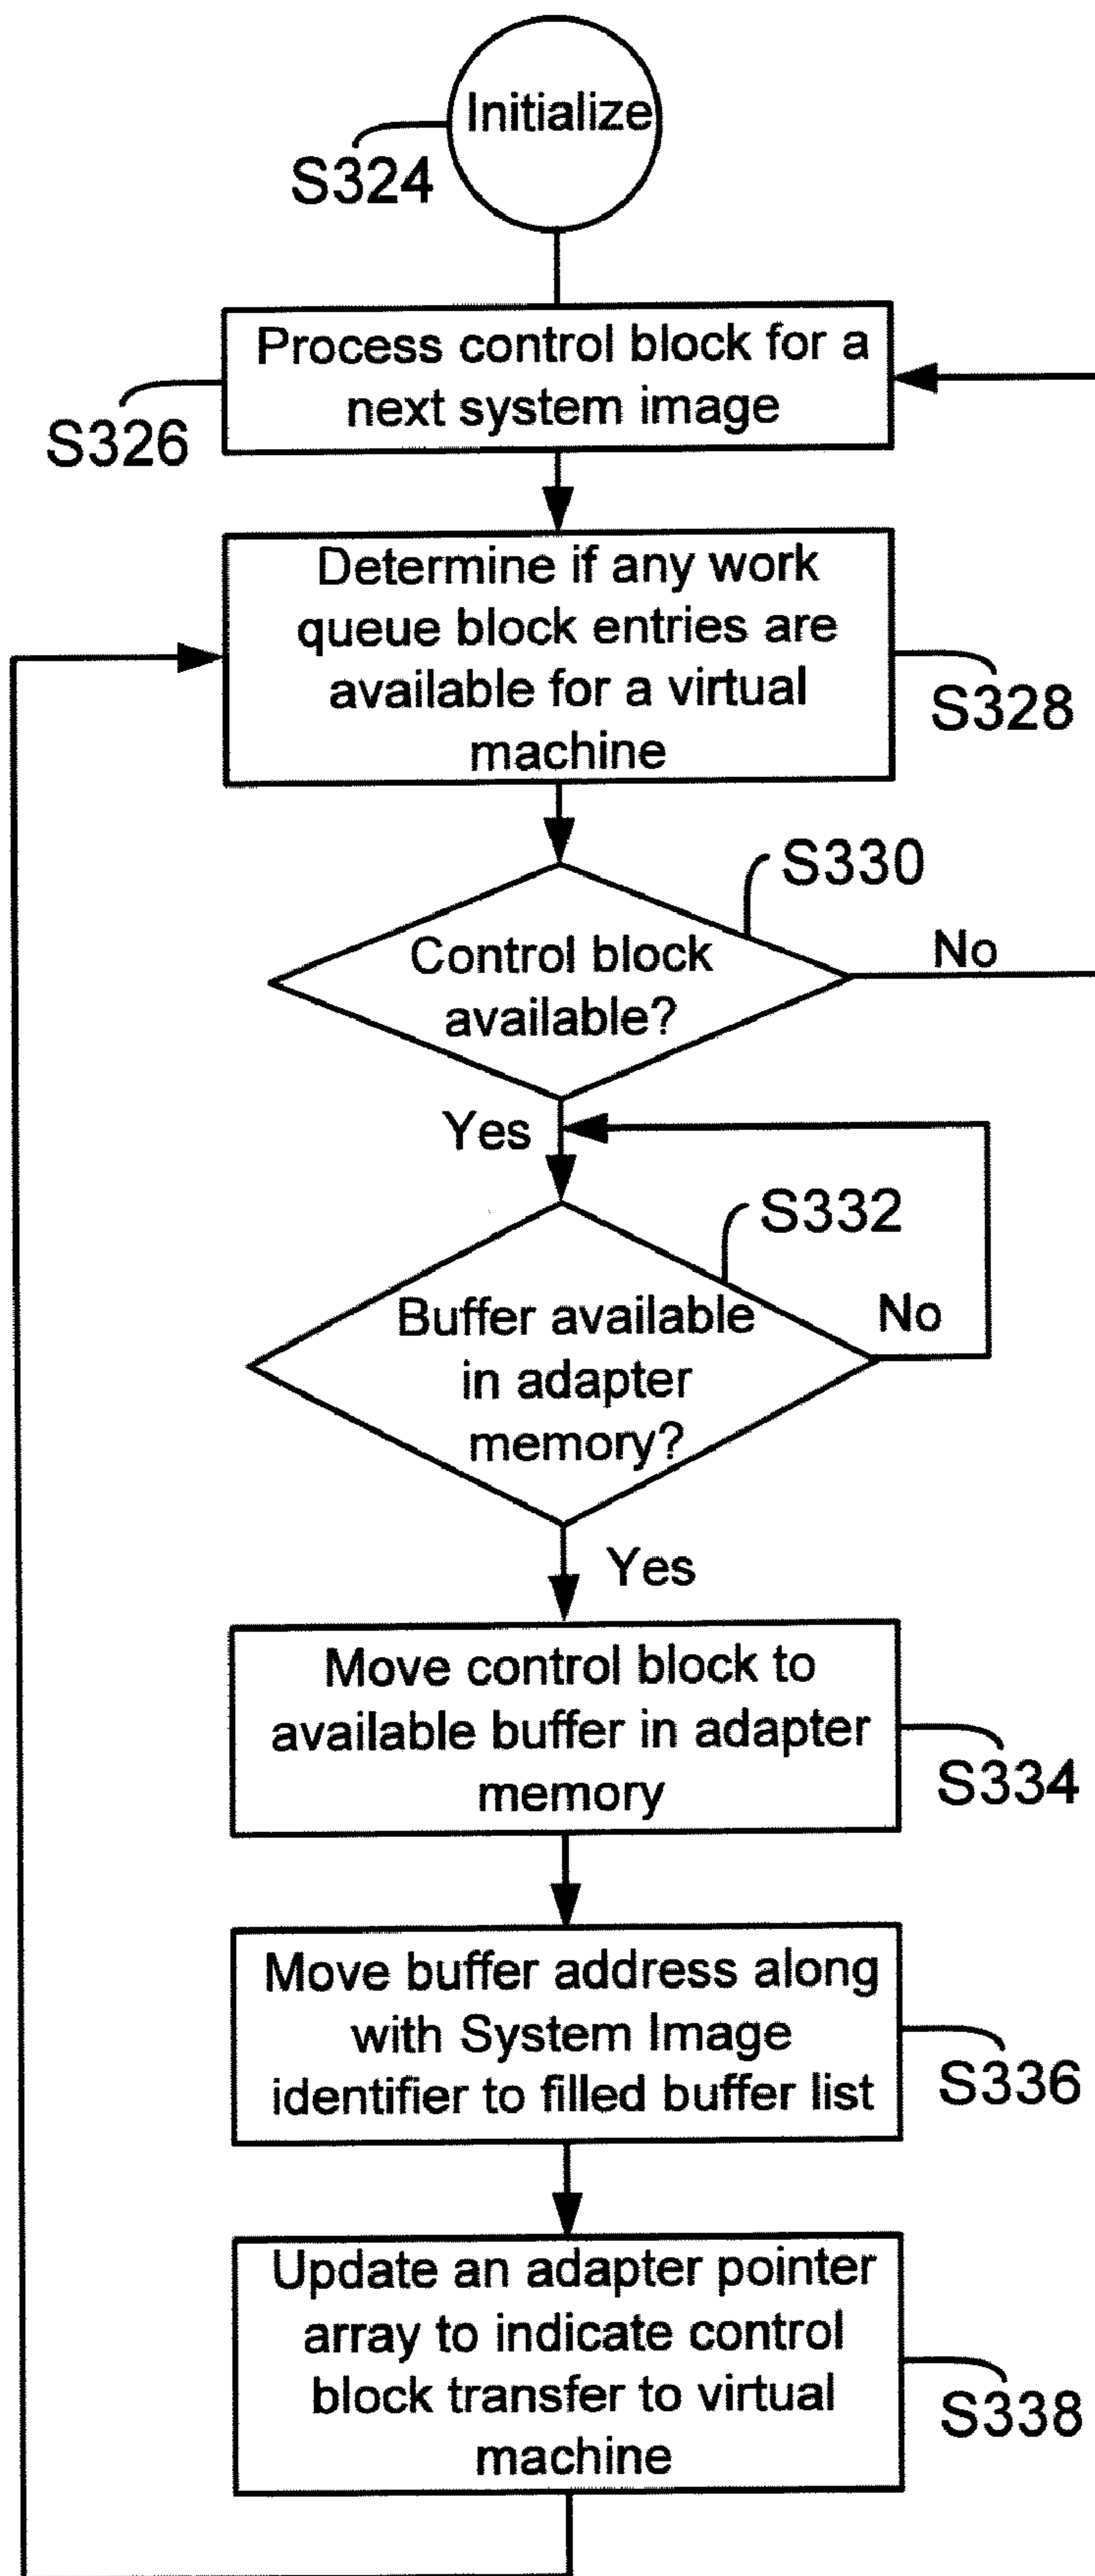 Initialize
S324
Process control block for a
next system image
S326
Determine if any work
queue block entries are
available for a virtual
machine
S328
S330
Control block
available?
No
Yes
S332
Buffer available
in adapter
memory?
No
Yes
Move control block to
available buffer in adapter
memory
S334
Move buffer address along
with System Image
identifier to filled buffer list
S336
Update an adapter pointer
array to indicate control
block transfer to virtual
machine
S338